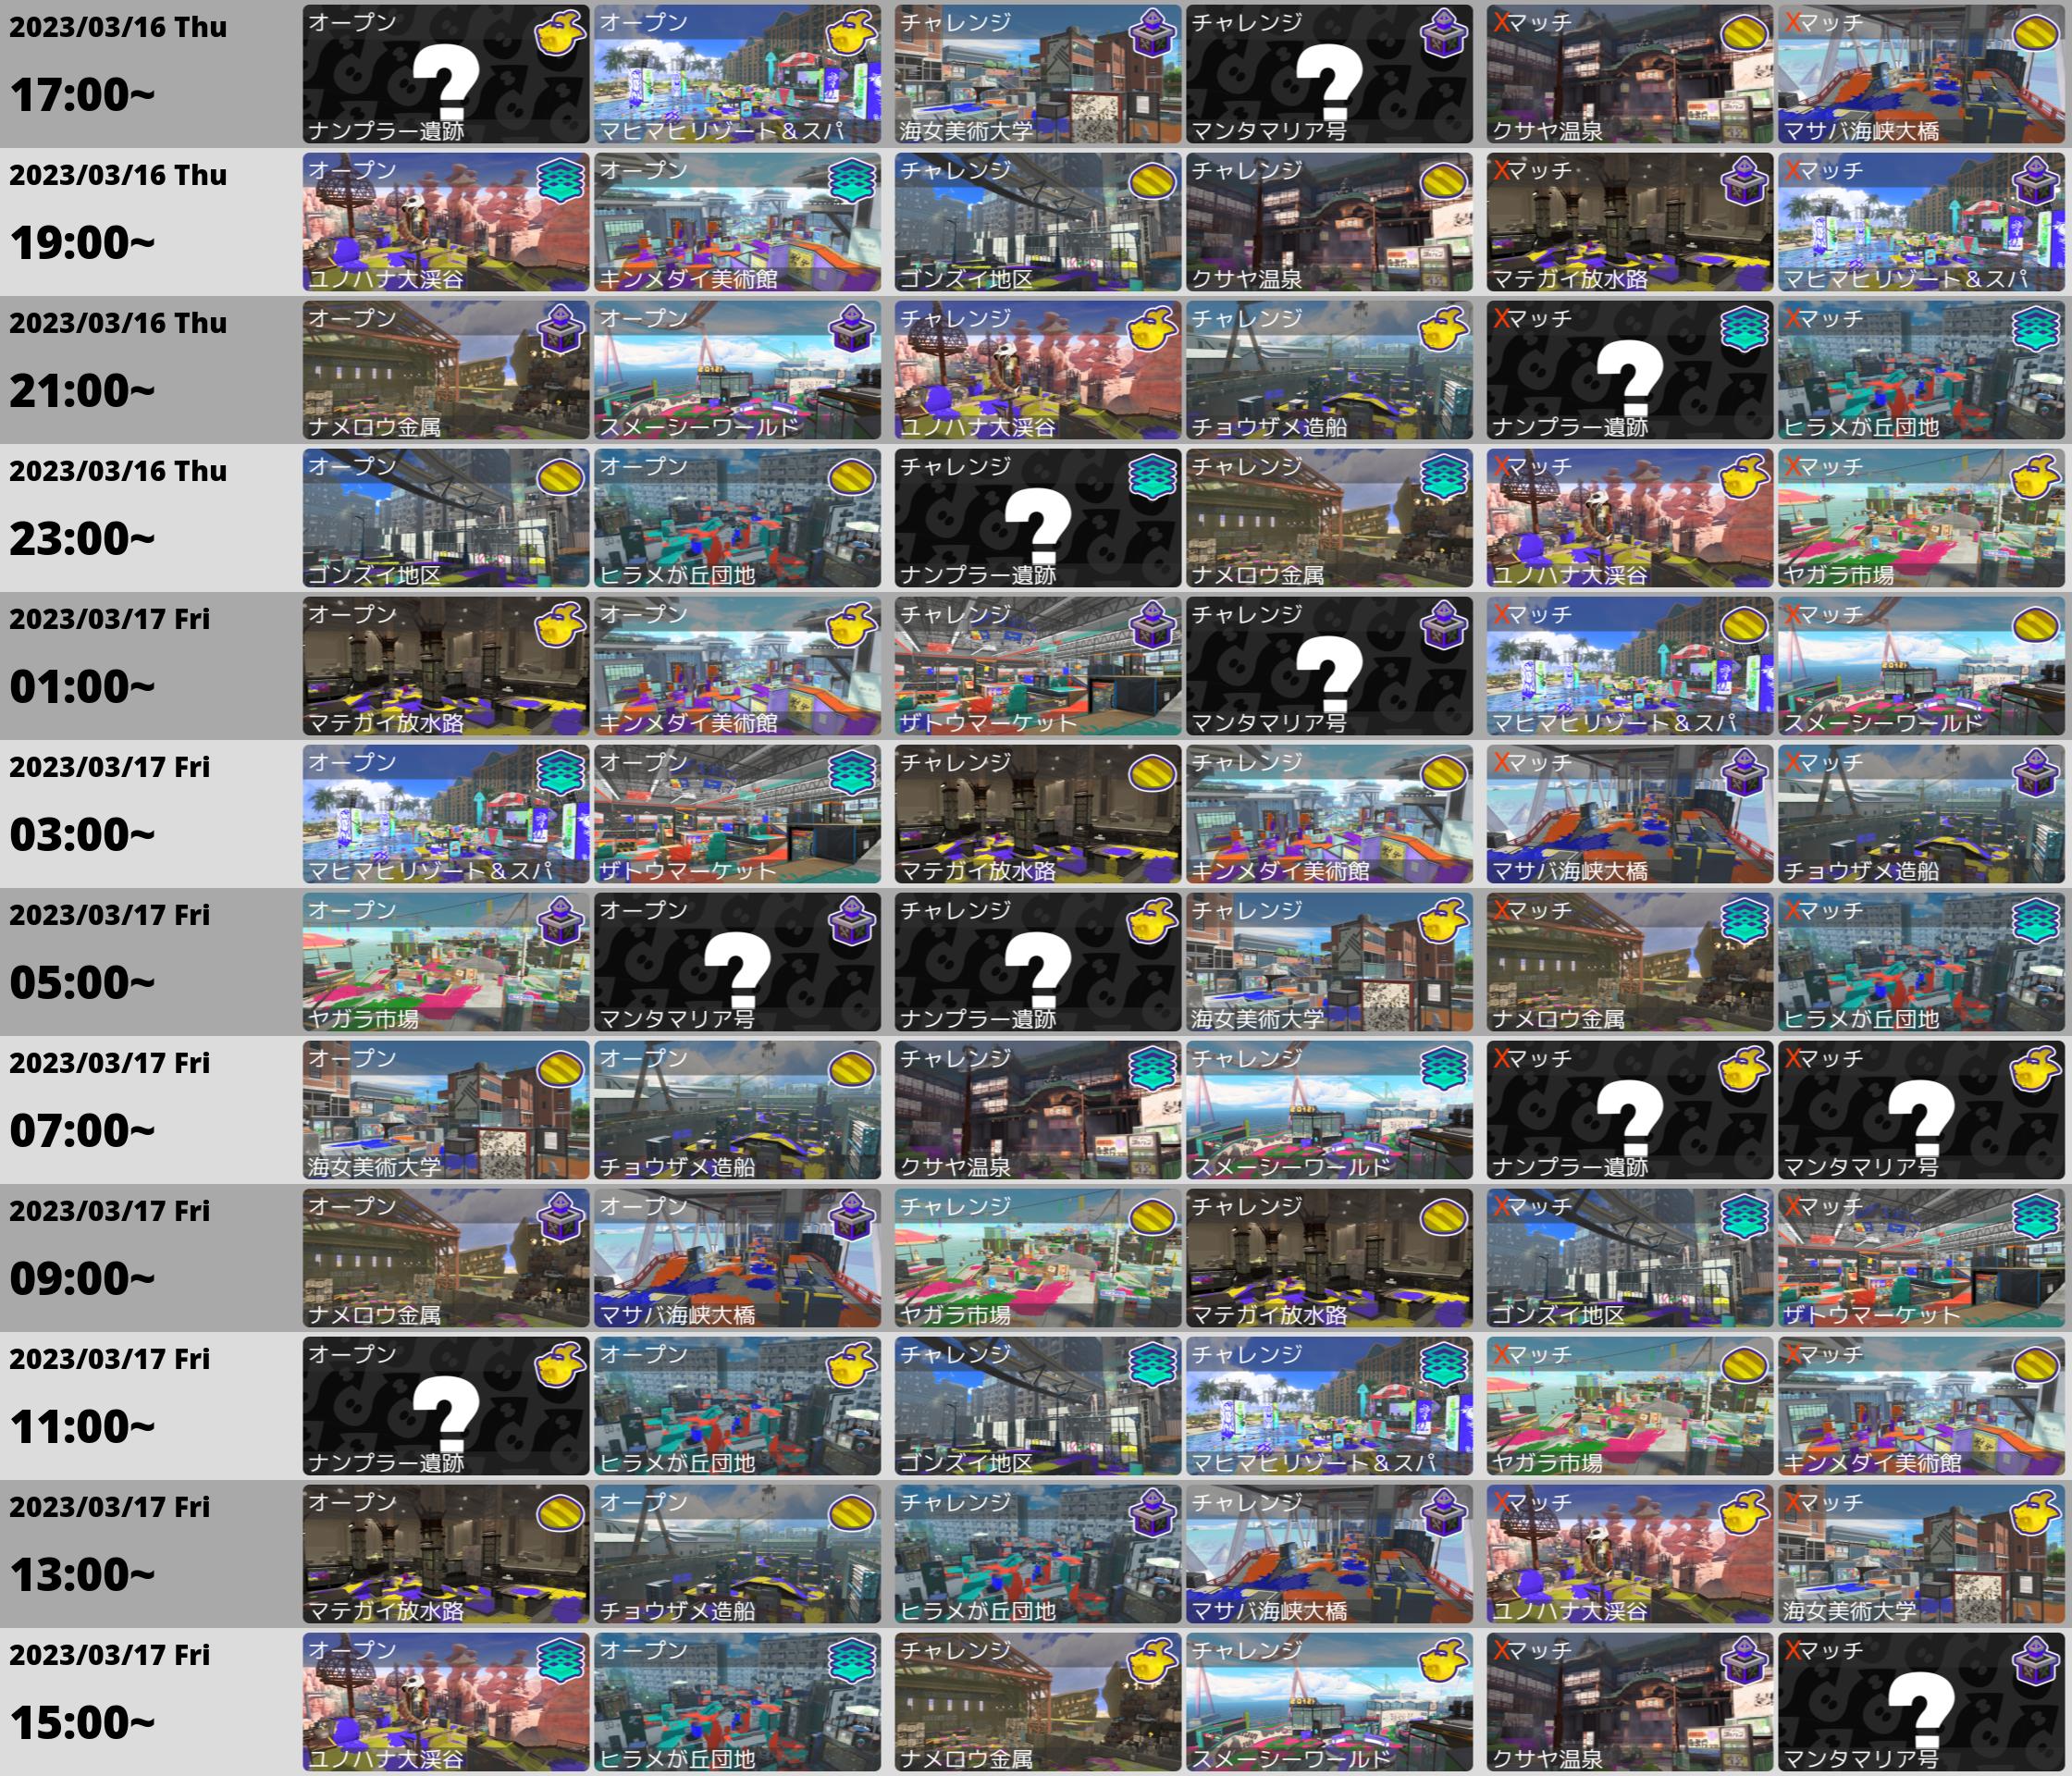 2023/03/16 Thu
17:00~
オープン
ナンプラー遺跡
オープン
マヒマヒリゾート＆スパ
チャレンジ
海女美術大学
チャレンジ
マンタマリア号
Xマッチ
クサヤ温泉
Xマッチ
マサバ海峡大橋
2023/03/16 Thu
19:00~
オープン
ユノハナ大渓谷
オープン
キンメダイ美術館
チャレンジ
ゴンズイ地区
チャレンジ
クサヤ温泉
Xマッチ
マテガイ放水路
Xマッチ
マヒマヒリゾート＆スパ
2023/03/16 Thu
21:00~
オープン
ナメロウ金属
オープン
スメーシーワールド
チャレンジ
ユノハナ大渓谷
チャレンジ
チョウザメ造船
Xマッチ
ナンプラー遺跡
Xマッチ
ヒラメが丘団地
2023/03/16 Thu
23:00~
オープン
ゴンズイ地区
オープン
ヒラメが丘団地
チャレンジ
ナンプラー遺跡
チャレンジ
ナメロウ金属
Xマッチ
ユノハナ大渓谷
Xマッチ
ヤガラ市場
2023/03/17 Fri
01:00~
オープン
マテガイ放水路
オープン
キンメダイ美術館
チャレンジ
ザトウマーケット
チャレンジ
マンタマリア号
Xマッチ
マヒマヒリゾート＆スパ
Xマッチ
スメーシーワールド
2023/03/17 Fri
03:00~
オープン
マヒマヒリゾート＆スパ
オープン
ザトウマーケット
チャレンジ
マテガイ放水路
チャレンジ
キンメダイ美術館
Xマッチ
マサバ海峡大橋
Xマッチ
チョウザメ造船
2023/03/17 Fri
05:00~
オープン
ヤガラ市場
オープン
マンタマリア号
チャレンジ
ナンプラー遺跡
チャレンジ
海女美術大学
Xマッチ
ナメロウ金属
Xマッチ
ヒラメが丘団地
2023/03/17 Fri
07:00~
オープン
海女美術大学
オープン
チョウザメ造船
チャレンジ
クサヤ温泉
チャレンジ
スメーシーワールド
Xマッチ
ナンプラー遺跡
Xマッチ
マンタマリア号
2023/03/17 Fri
09:00~
オープン
ナメロウ金属
オープン
マサバ海峡大橋
チャレンジ
ヤガラ市場
チャレンジ
マテガイ放水路
Xマッチ
ゴンズイ地区
Xマッチ
ザトウマーケット
2023/03/17 Fri
11:00~
オープン
ナンプラー遺跡
オープン
ヒラメが丘団地
チャレンジ
ゴンズイ地区
チャレンジ
マヒマヒリゾート＆スパ
Xマッチ
ヤガラ市場
Xマッチ
キンメダイ美術館
2023/03/17 Fri
13:00~
オープン
マテガイ放水路
オープン
チョウザメ造船
チャレンジ
ヒラメが丘団地
チャレンジ
マサバ海峡大橋
Xマッチ
ユノハナ大渓谷
Xマッチ
海女美術大学
2023/03/17 Fri
15:00~
オープン
ユノハナ大渓谷
オープン
ヒラメが丘団地
チャレンジ
ナメロウ金属
チャレンジ
スメーシーワールド
Xマッチ
クサヤ温泉
Xマッチ
マンタマリア号